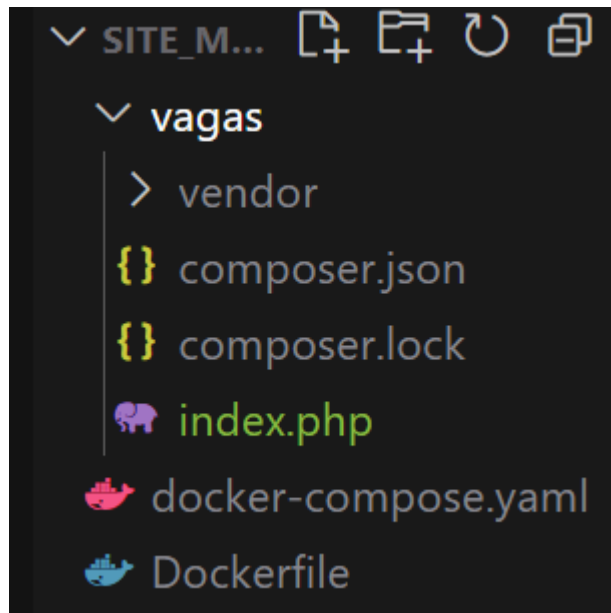 SITE_M...
vagas
vendor
{} composer.json
{} composer.lock
index.php
docker-compose.yaml
Dockerfile